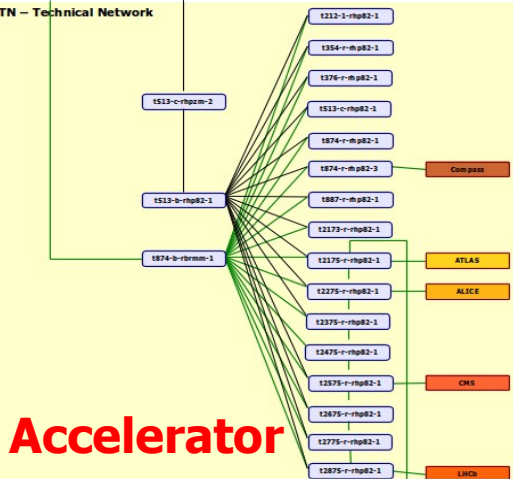 TN – Technical Network
t212-1-rhp82-1
t354-r-rhp82-1
t376-r-rhp82-1
t513-c-rhpzm-2
t513-c-rhp82-1
t874-r-rhp82-1
t874-r-rhp82-3
Compass
t513-b-rhp82-1
t887-r-rhp82-1
t2173-r-rhp82-1
t874-b-rbrmm-1
t2175-r-rhp82-1
ATLAS
t2275-r-rhp82-1
ALICE
t2375-r-rhp82-1
t2475-r-rhp82-1
t2575-r-rhp82-1
CMS
t2675-r-rhp82-1
Accelerator
t2775-r-rhp82-1
t2875-r-rhp82-1
LHCb